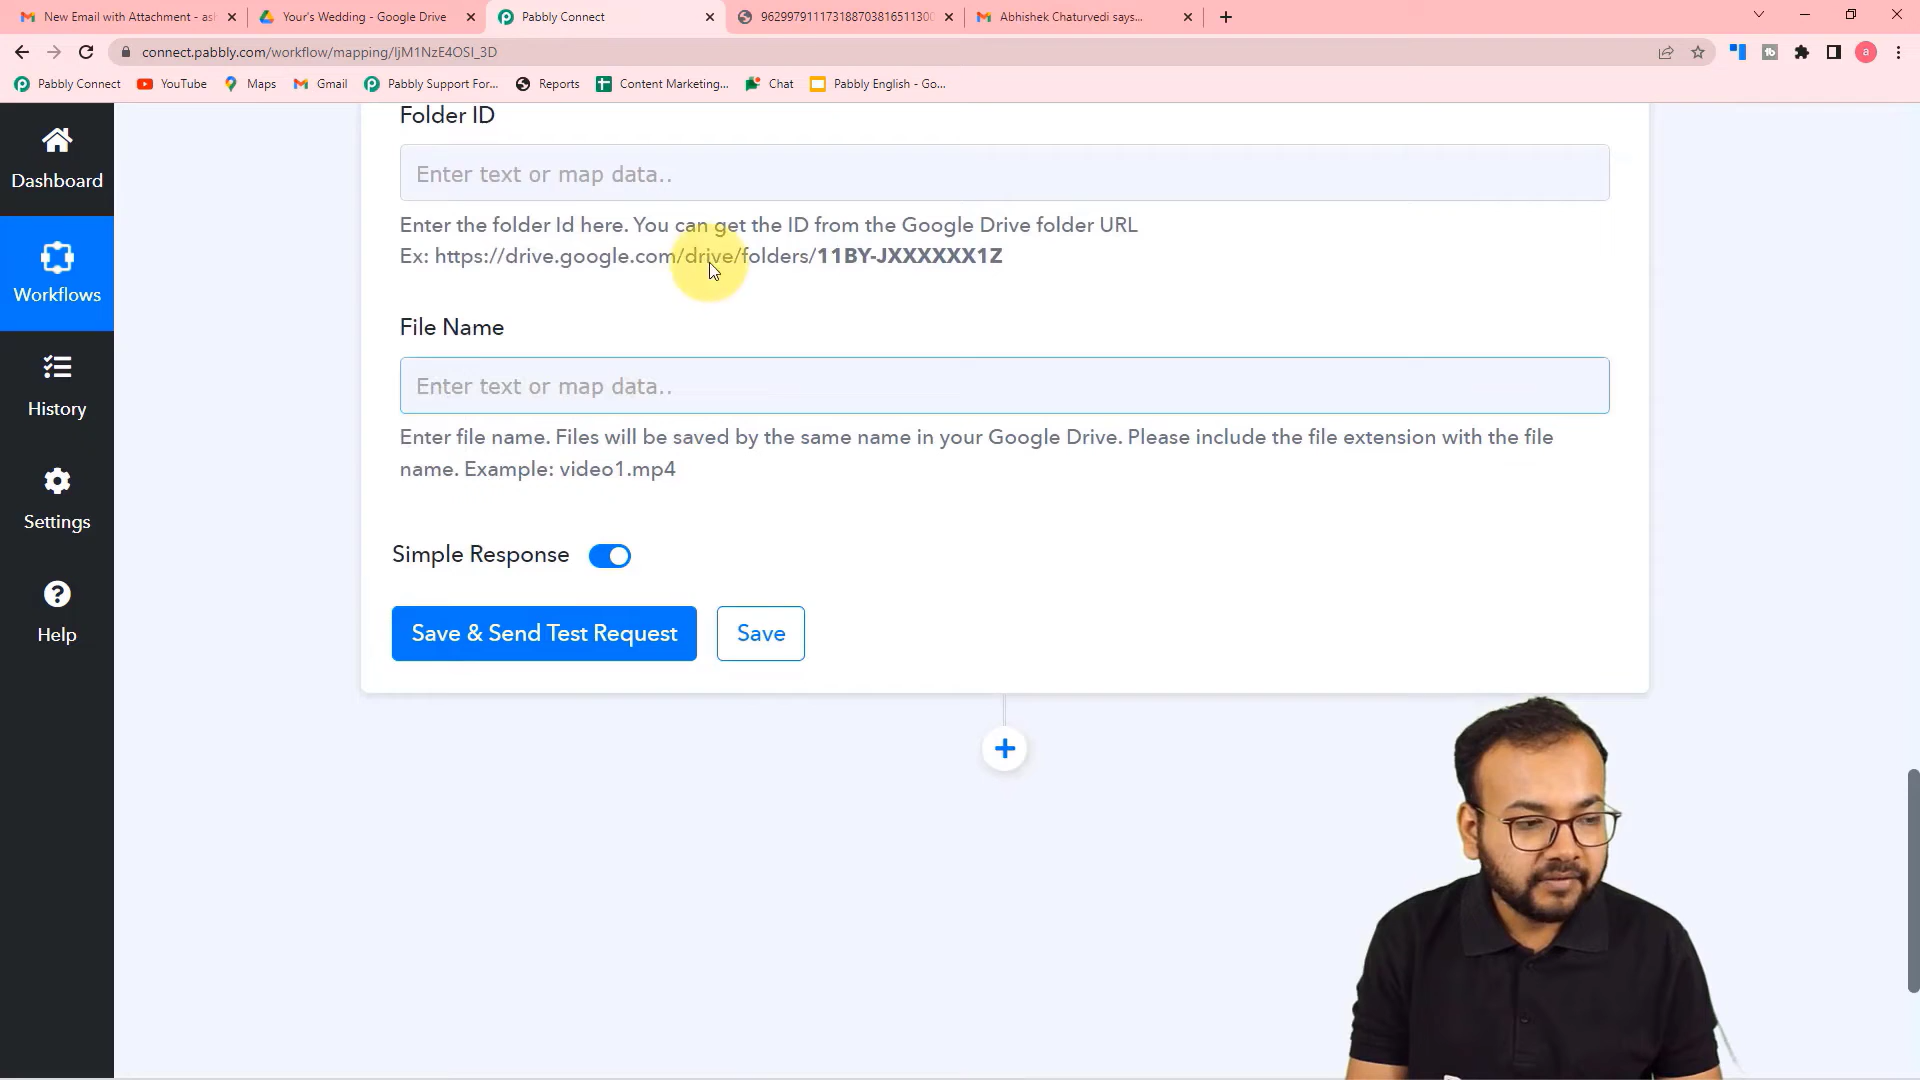 New Email with Attachment - ash
Your's Wedding - Google Drive
Pabbly Connect
Abhishek Chaturvedi says...
connect.pabbly.com/workflow/mapping/IjM1NzE4OSI_3D
a
Pabbly Connect
YouTube
Maps
Gmail
Pabbly Support For...
Reports
Content Marketing...
Chat
Pabbly English - Go...
Dashboard
Workflows
History
Settings
Help
Folder ID
Enter text or map data..
Enter the folder Id here. You can get the ID from the Google Drive folder URL
Ex: https://drive.google.com/drive/folders/11BY-JXXXXXX1Z
File Name
Enter text or map data..
Enter file name. Files will be saved by the same name in your Google Drive. Please include the file extension with the file
name. Example: video1.mp4
Simple Response
Save & Send Test Request
Save